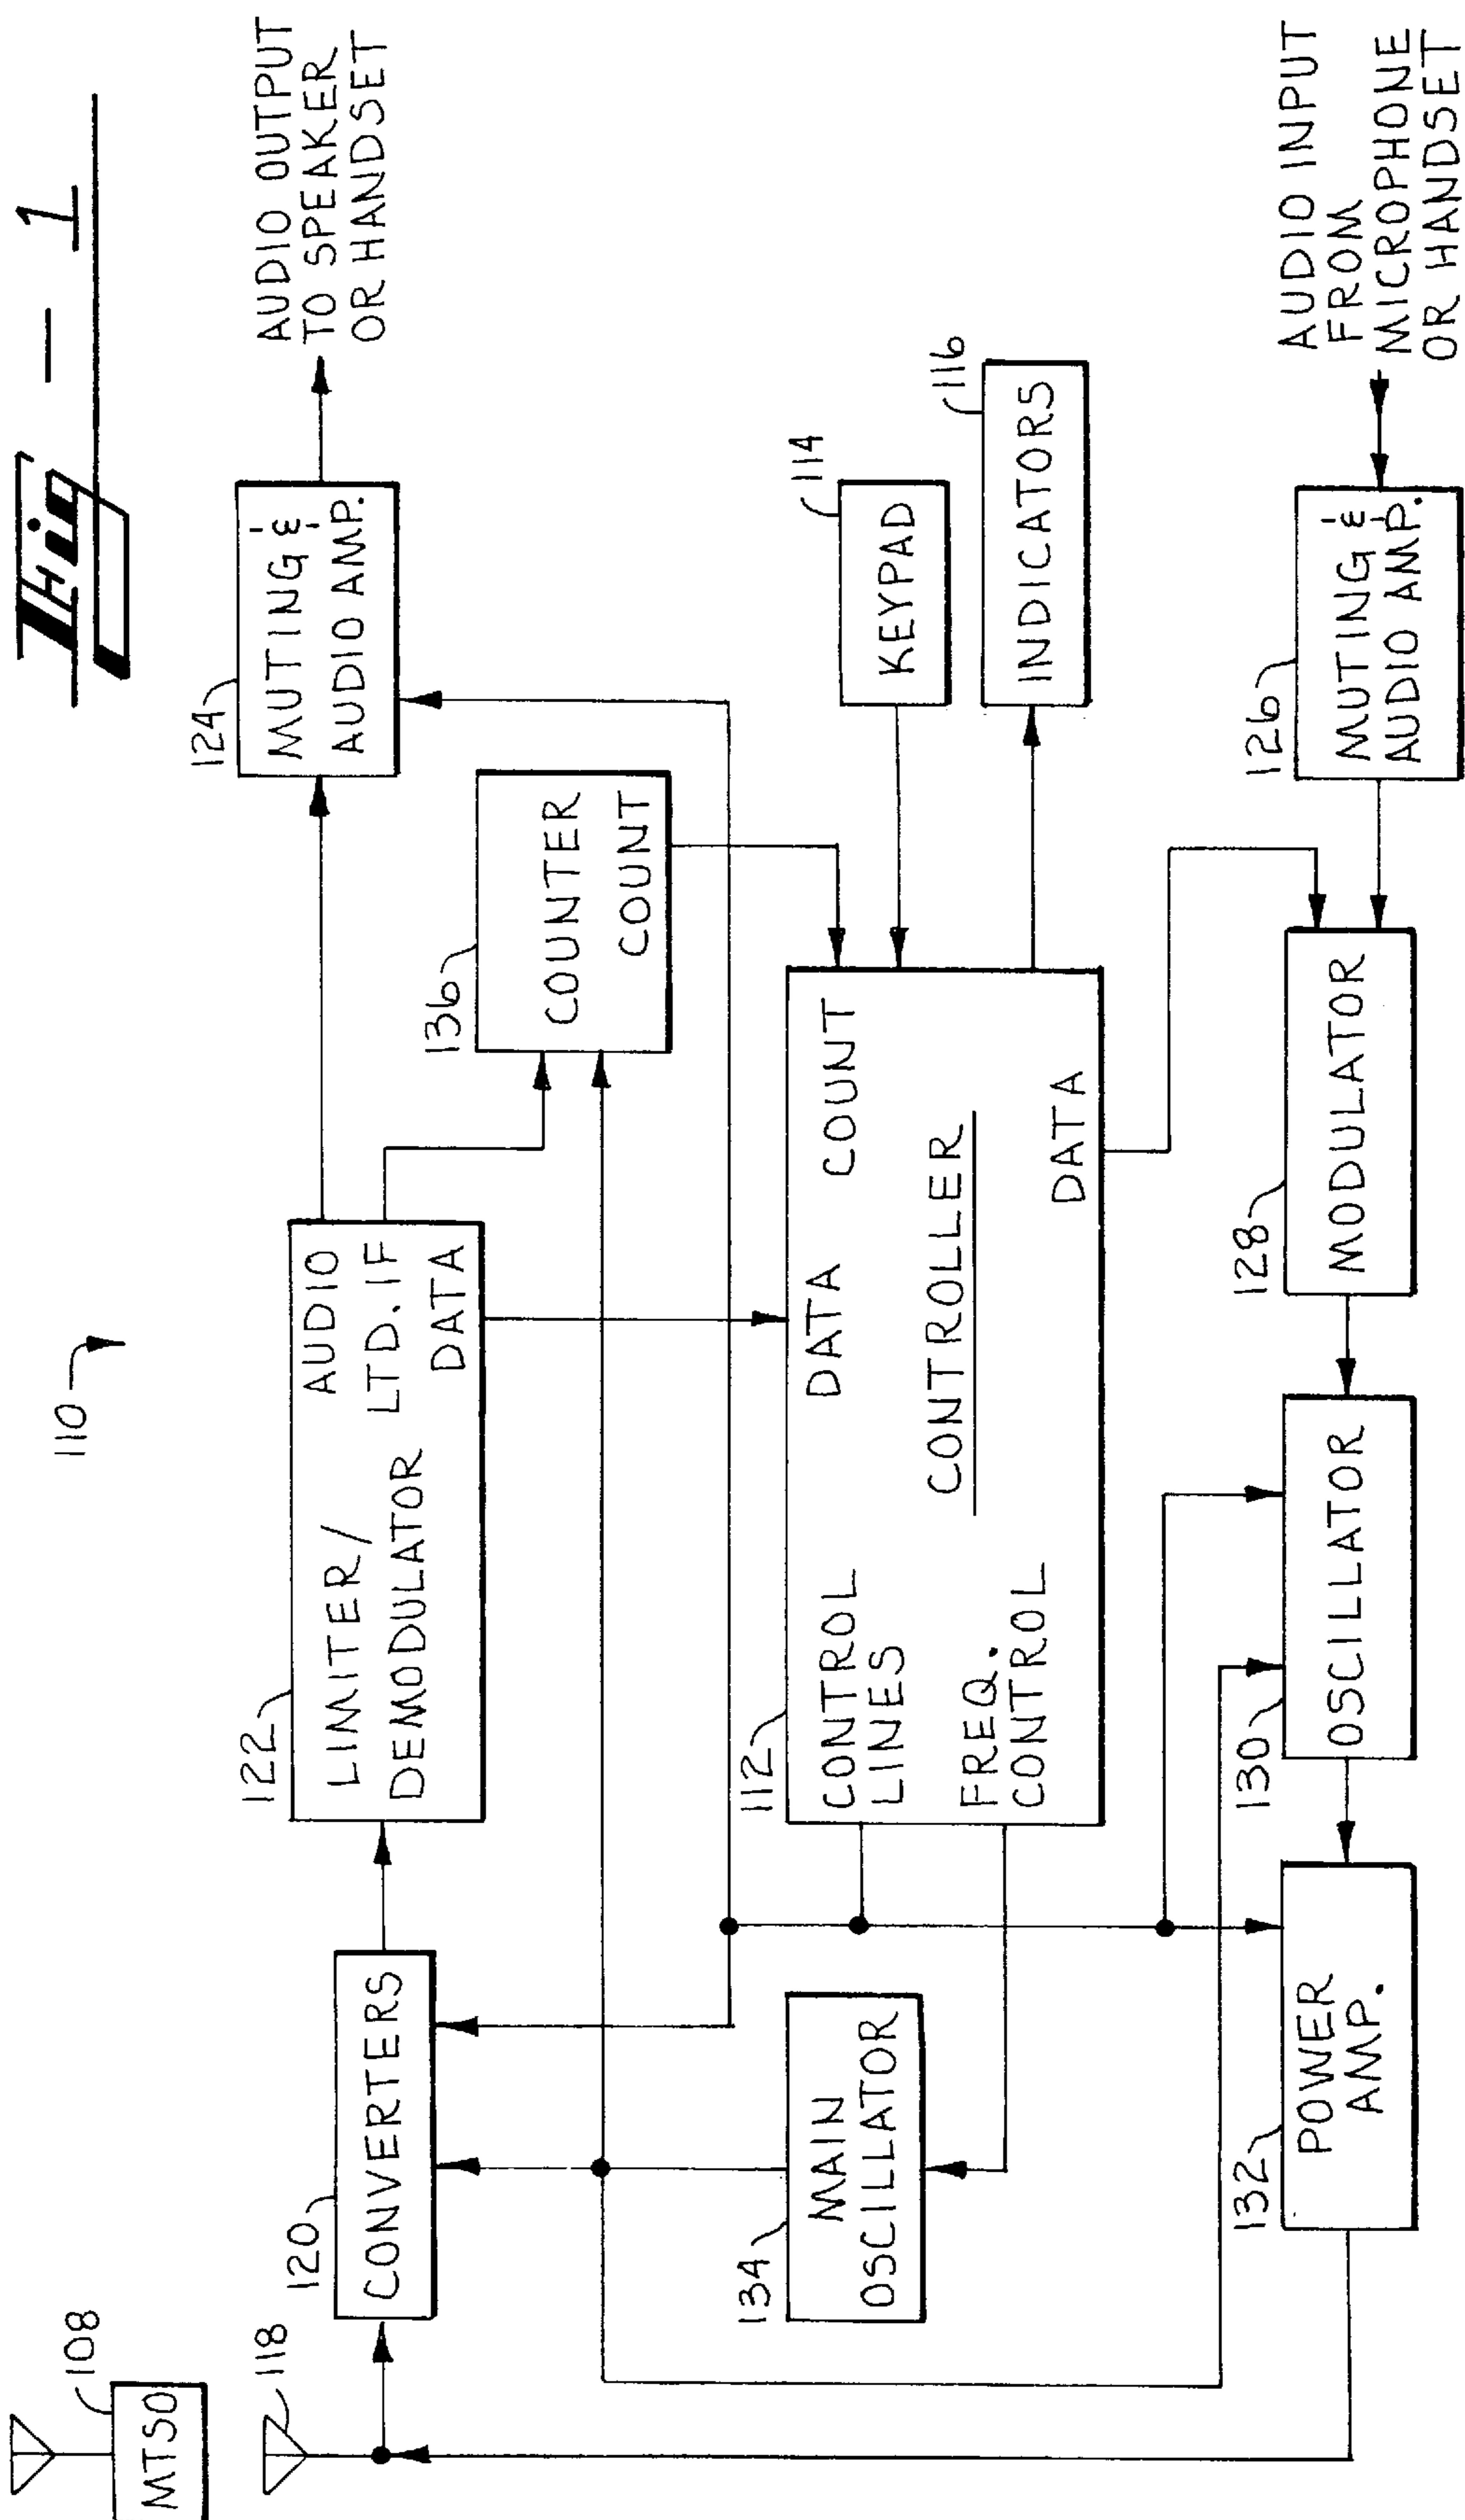 Fig - 1
110
108
MTSO
118
120
CONVERTERS
122
LIMITER/
DEMODULATOR
AUDIO
LTD. IF
DATA
124
MUTING &
AUDIO AMP.
AUDIO OUTPUT
TO SPEAKER
OR HANDSET
136
COUNTER
COUNT
134
MAIN
OSCILLATOR
112
CONTROL
LINES
FREQ.
CONTROL
DATA
COUNT
CONTROLLER
DATA
114
KEYPAD
116
INDICATORS
132
POWER
AMP.
130
OSCILLATOR
128
MODULATOR
126
MUTING &
AUDIO AMP.
AUDIO INPUT
FROM
MICROPHONE
OR HANDSET